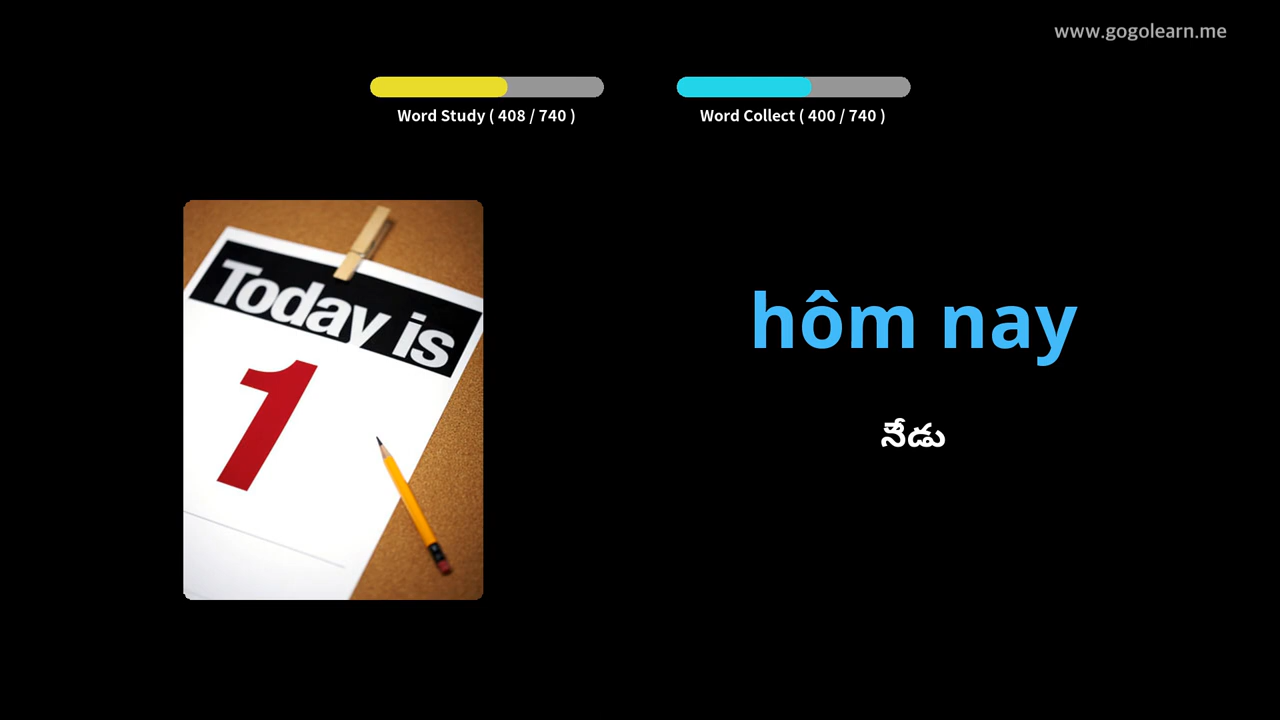 www.gogolearn.me
Word Study ( 408 / 740 )
Word Collect ( 400 / 740 )
Today is
1
hôm nay
నేడు